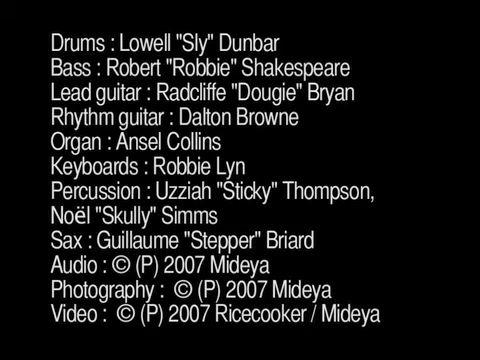 Drums : Lowell "Sly" Dunbar
Bass : Robert "Robbie" Shakespeare
Lead guitar : Radcliffe "Dougie" Bryan
Rhythm guitar : Dalton Browne
Organ : Ansel Collins
Keyboards : Robbie Lyn
Percussion : Uzziah "Sticky" Thompson,
Noël "Skully" Simms
Sax : Guillaume "Stepper" Briard
Audio : © (P) 2007 Mideya
Photography :  © (P) 2007 Mideya
Video :  © (P) 2007 Ricecooker / Mideya